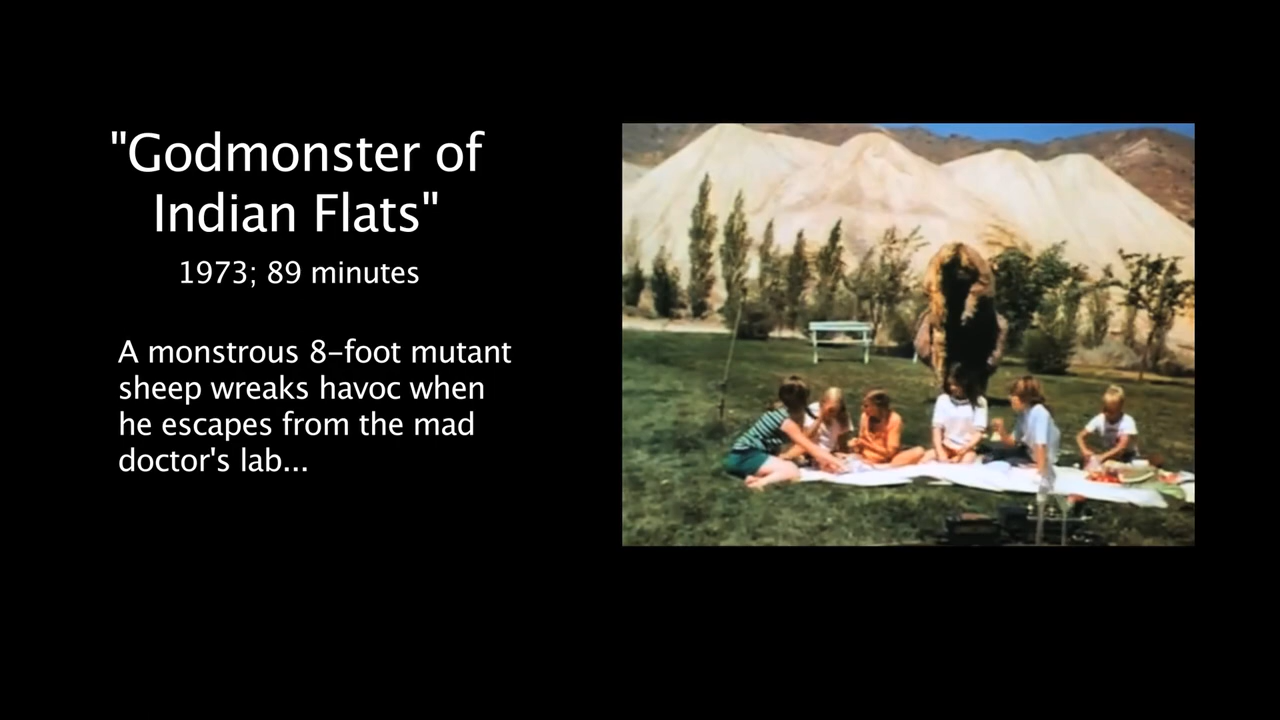 "Godmonster of
Indian Flats"
1973; 89 minutes
A monstrous 8-foot mutant
sheep wreaks havoc when
he escapes from the mad
doctor's lab...